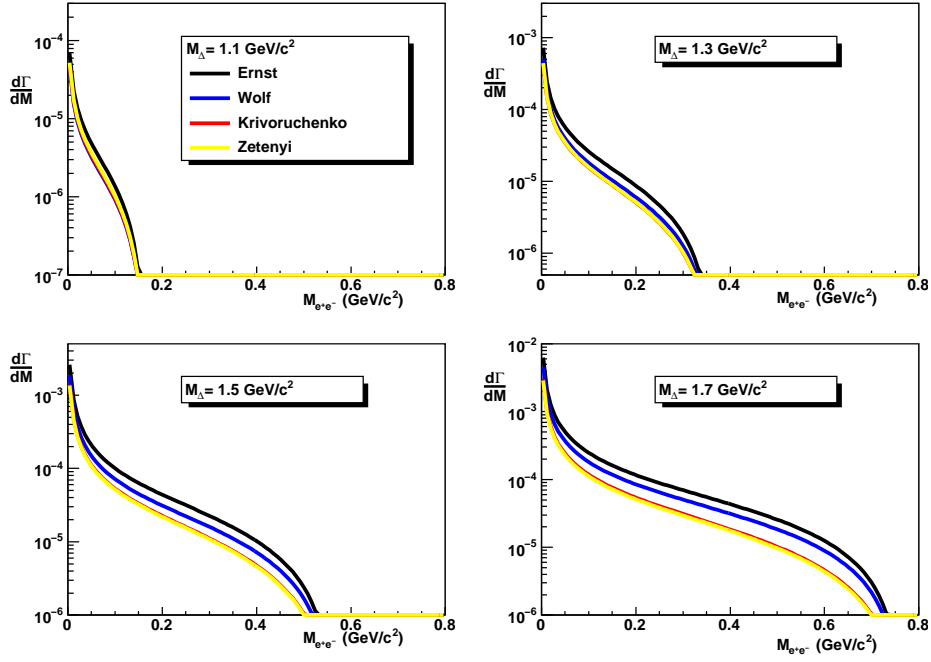 dΓ
dM
10⁻⁴
10⁻⁵
10⁻⁶
10⁻⁷
M_Δ= 1.1 GeV/c²
Ernst
Wolf
Krivoruchenko
Zetenyi
0 0.2 0.4 0.6 0.8
M_e⁺e⁻ (GeV/c²)
dΓ
dM
10⁻³
10⁻⁴
10⁻⁵
10⁻⁶
M_Δ= 1.3 GeV/c²
0 0.2 0.4 0.6 0.8
M_e⁺e⁻ (GeV/c²)
dΓ
dM
10⁻³
10⁻⁴
10⁻⁵
10⁻⁶
M_Δ= 1.5 GeV/c²
0 0.2 0.4 0.6 0.8
M_e⁺e⁻ (GeV/c²)
dΓ
dM
10⁻²
10⁻³
10⁻⁴
10⁻⁵
10⁻⁶
M_Δ= 1.7 GeV/c²
0 0.2 0.4 0.6 0.8
M_e⁺e⁻ (GeV/c²)